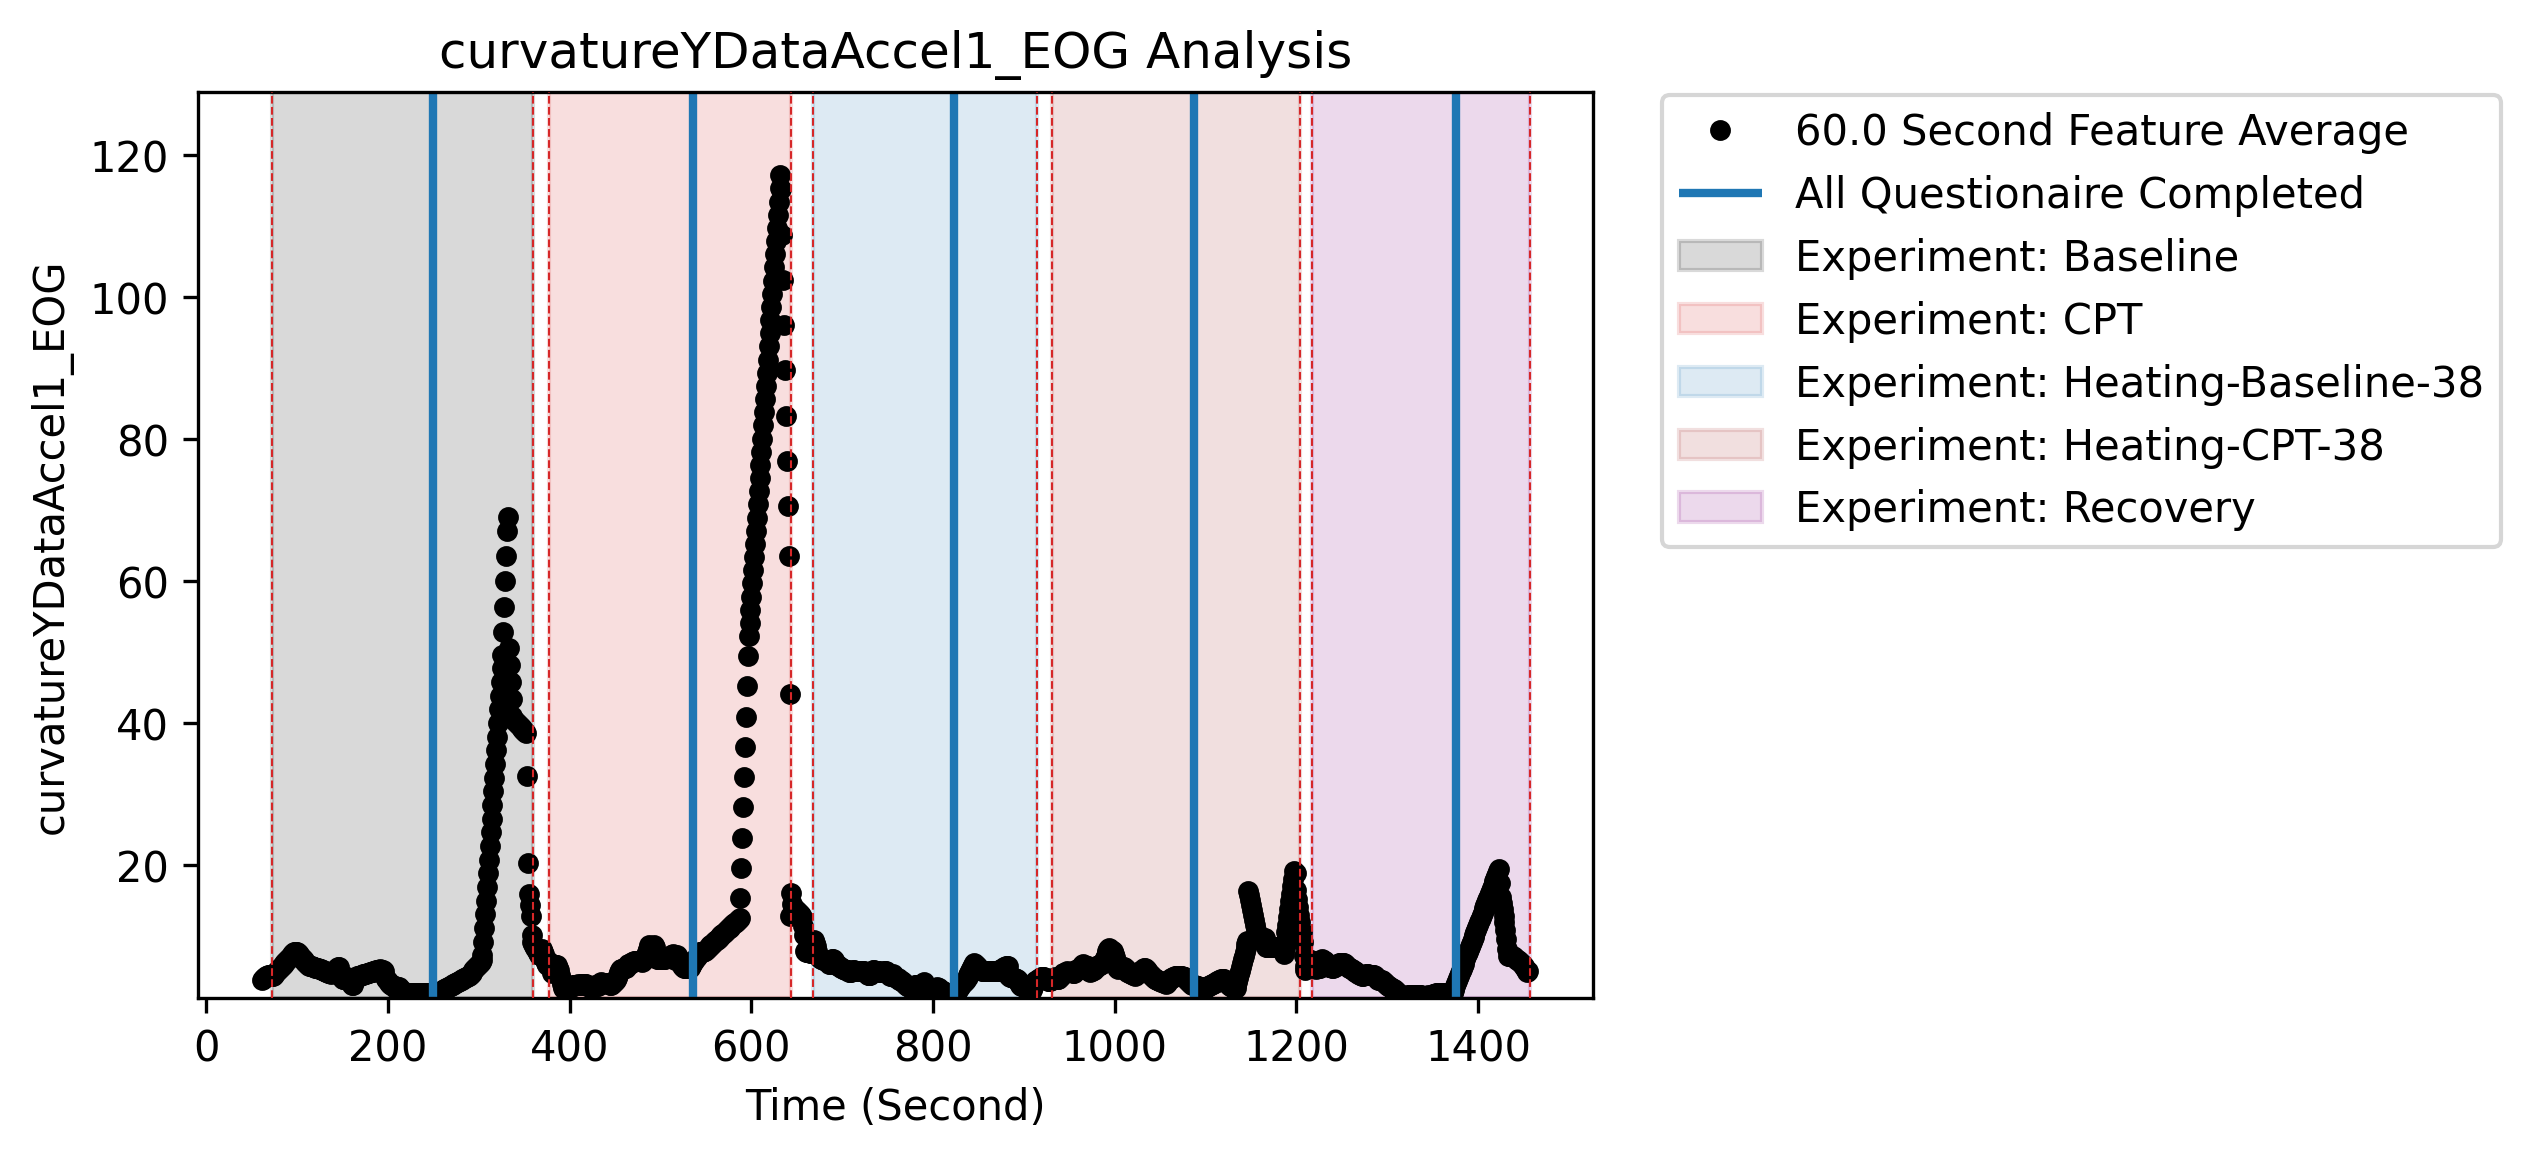 curvatureYDataAccel1_EOG Analysis
curvatureYDataAccel1_EOG
120
100
80
60
40
20
0
200
400
600
800
1000
1200
1400
Time (Second)
60.0 Second Feature Average
All Questionaire Completed
Experiment: Baseline
Experiment: CPT
Experiment: Heating-Baseline-38
Experiment: Heating-CPT-38
Experiment: Recovery